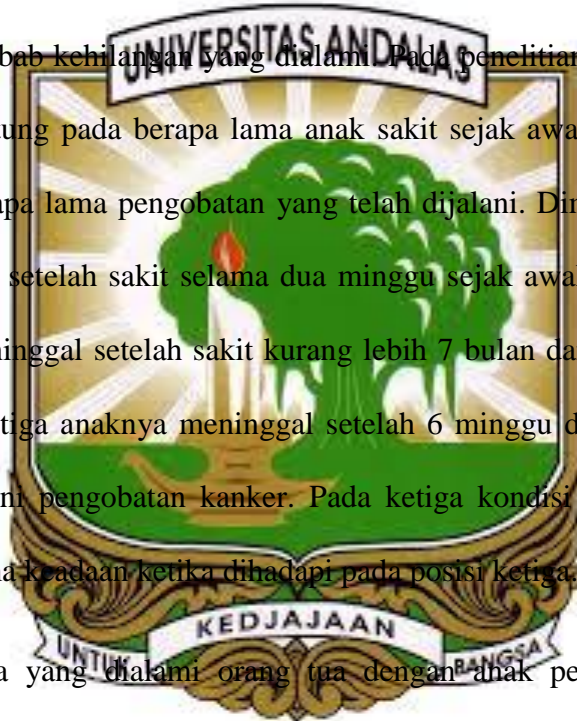 UNIVERSITAS ANDALAS
bab kehilangan yang dialami. Pada penelitian
tung pada berapa lama anak sakit sejak awa
apa lama pengobatan yang telah dijalani. Di
setelah sakit selama dua minggu sejak awa
inggal setelah sakit kurang lebih 7 bulan da
tiga anaknya meninggal setelah 6 minggu d
ni pengobatan kanker. Pada ketiga kondisi
a keadaan ketika dihadapi pada posisi ketiga.
KEDJAJAAN
UNTUK BANGSA
a yang dialami orang tua dengan anak pe